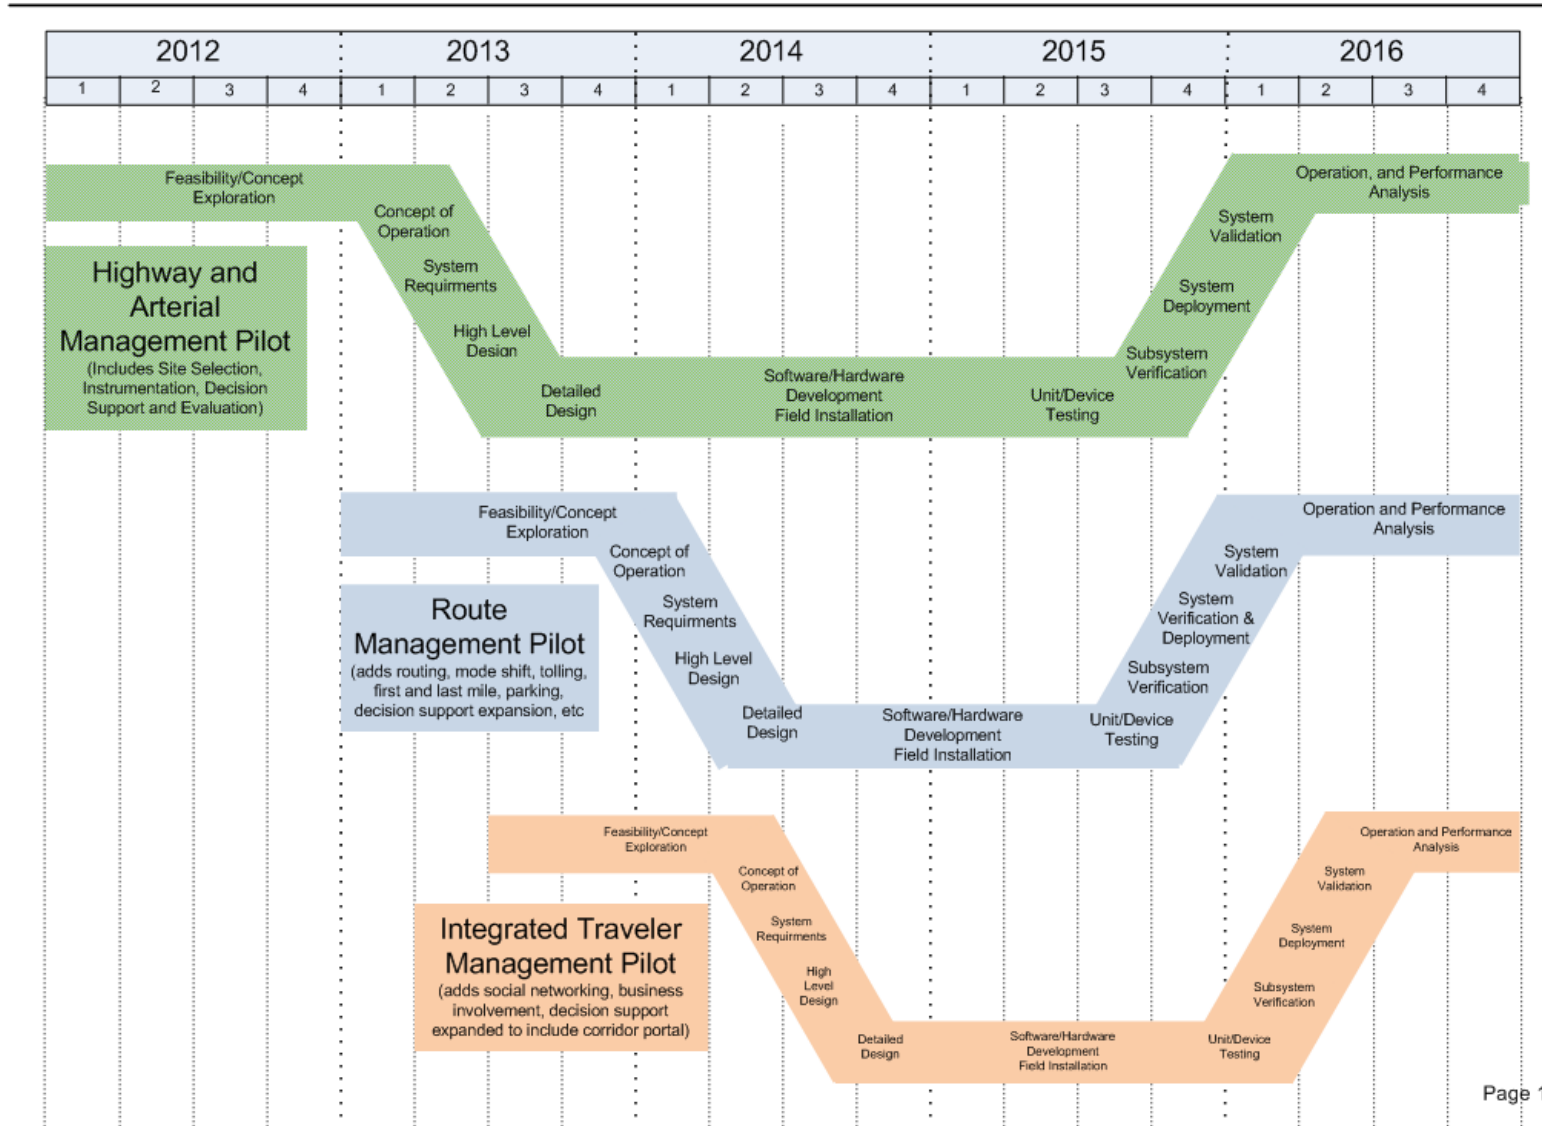 2012 2013 2014 2015 2016
1 2 3 4 1 2 3 4 1 2 3 4 1 2 3 4 1 2 3 4
Feasibility/Concept
Exploration
Concept of
Operation
System
Requirments
High Level
Design
Detailed
Design
Software/Hardware
Development
Field Installation
Unit/Device
Testing
Subsystem
Verification
System
Deployment
System
Validation
Operation, and Performance
Analysis
Highway and
Arterial
Management Pilot
(Includes Site Selection,
Instrumentation, Decision
Support and Evaluation)
Feasibility/Concept
Exploration
Concept of
Operation
System
Requirments
High Level
Design
Detailed
Design
Software/Hardware
Development
Field Installation
Unit/Device
Testing
Subsystem
Verification
System
Verification &
Deployment
System
Validation
Operation and Performance
Analysis
Route
Management Pilot
(adds routing, mode shift, tolling,
first and last mile, parking,
decision support expansion, etc
Feasibility/Concept
Exploration
Concept of
Operation
System
Requirments
High
Level
Design
Detailed
Design
Software/Hardware
Development
Field Installation
Unit/Device
Testing
Subsystem
Verification
System
Deployment
System
Validation
Operation and Performance
Analysis
Integrated Traveler
Management Pilot
(adds social networking, business
involvement, decision support
expanded to include corridor portal)
Page 1